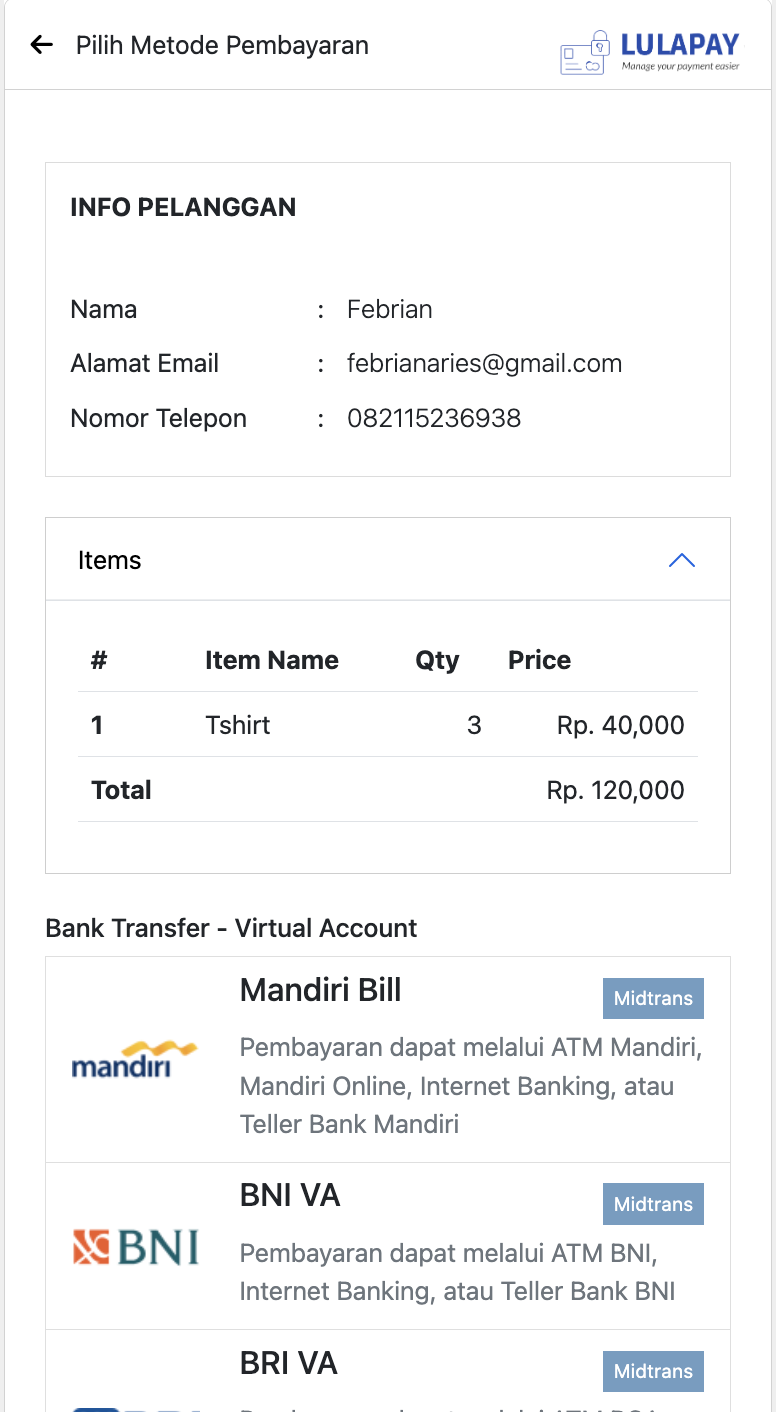 Pilih Metode Pembayaran
LULAPAY
Manage your payment easier
INFO PELANGGAN
Nama : Febrian
Alamat Email : febrianaries@gmail.com
Nomor Telepon : 082115236938
Items
# Item Name Qty Price
1 Tshirt 3 Rp. 40,000
Total Rp. 120,000
Bank Transfer - Virtual Account
Mandiri Bill
Midtrans
mandiri
Pembayaran dapat melalui ATM Mandiri,
Mandiri Online, Internet Banking, atau
Teller Bank Mandiri
BNI VA
Midtrans
BNI
Pembayaran dapat melalui ATM BNI,
Internet Banking, atau Teller Bank BNI
BRI VA
Midtrans